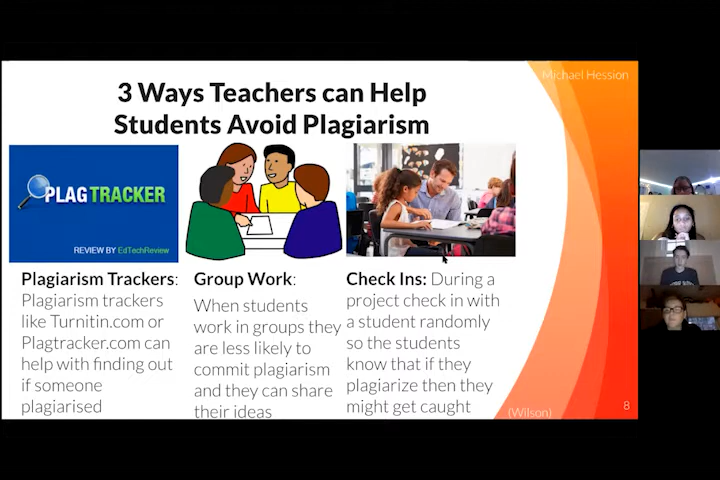 Michael Hession
3 Ways Teachers can Help
Students Avoid Plagiarism
PLAGTRACKER
REVIEW BY EdTechReview
Plagiarism Trackers:
Plagiarism trackers
like Turnitin.com or
Plagtracker.com can
help with finding out
if someone
plagiarised
Group Work:
When students
work in groups they
are less likely to
commit plagiarism
and they can share
their ideas
Check Ins: During a
project check in with
a student randomly
so the students
know that if they
plagiarize then they
might get caught
(Wilson)
8